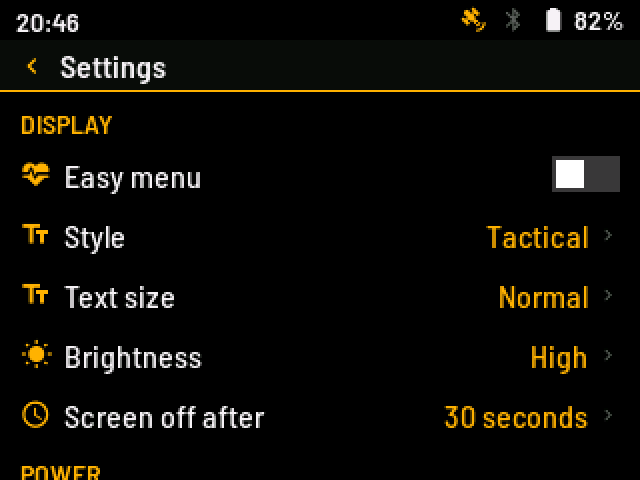 20:46 82%
Settings
DISPLAY
Easy menu
Style Tactical
Text size Normal
Brightness High
Screen off after 30 seconds
POWER